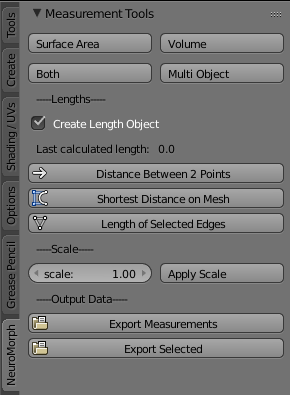 Measurement Tools
Surface Area
Volume
Both
Multi Object
-----Lengths-----
Create Length Object
Last calculated length: 0.0
Distance Between 2 Points
Shortest Distance on Mesh
Length of Selected Edges
-----Scale-----
scale: 1.00
Apply Scale
-----Output Data-----
Export Measurements
Export Selected
Tools
Create
Shading / UVs
Options
Grease Pencil
NeuroMorph